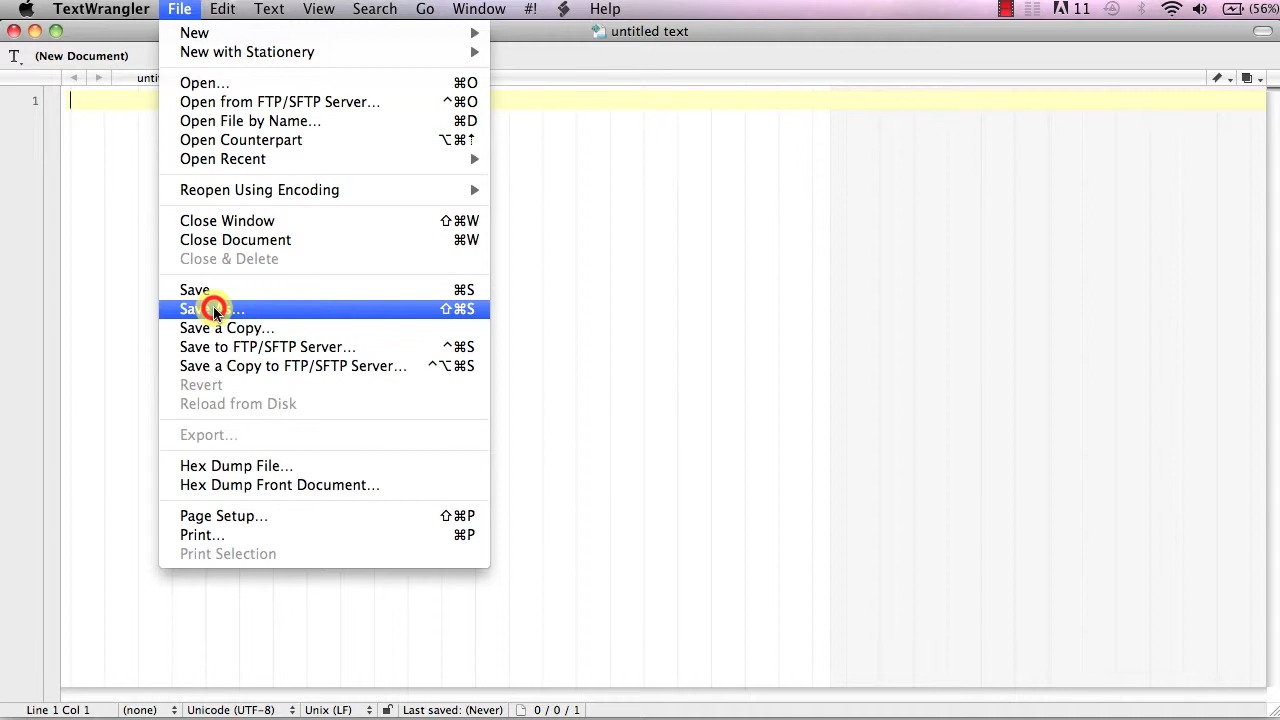 TextWrangler File Edit Text View Search Go Window #! Help 11 (56%
untitled text
(New Document)
1
New
New with Stationery
Open... ⌘O
Open from FTP/SFTP Server... ^⌘O
Open File by Name... ⌘D
Open Counterpart ⌥⌘↑
Open Recent
Reopen Using Encoding
Close Window ⇧⌘W
Close Document ⌘W
Close & Delete
Save ⌘S
⇧⌘S
Save a Copy... 
Save to FTP/SFTP Server... ^⌘S
Save a Copy to FTP/SFTP Server... ^⌥⌘S
Revert
Reload from Disk
Export...
Hex Dump File...
Hex Dump Front Document...
Page Setup... ⇧⌘P
Print... ⌘P
Print Selection
Line 1 Col 1 (none) Unicode (UTF-8) Unix (LF) Last saved: (Never) 0 / 0 / 1